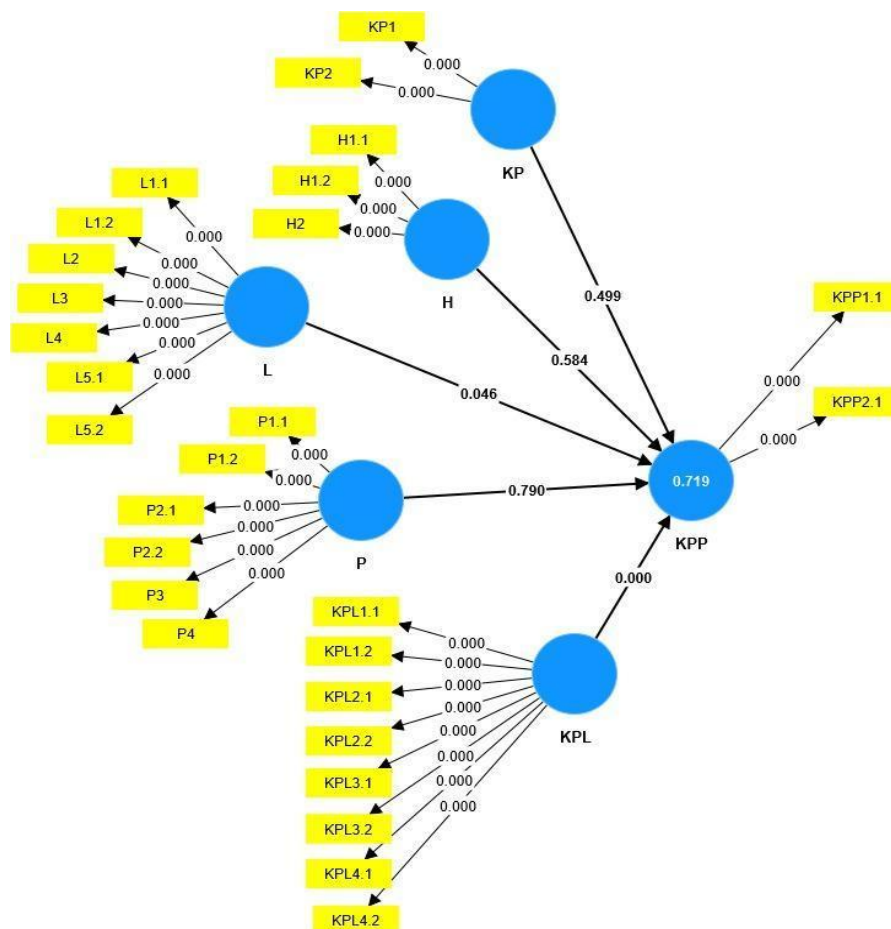 KP1
0.000
KP2
0.000
KP
H1.1
0.000
H1.2
0.000
H2
0.000
H
L1.1
0.000
L1.2
0.000
L2
0.000
L3
0.000
L4
0.000
L5.1
0.000
L5.2
0.000
L
0.499
0.584
0.046
0.790
0.000
P1.1
0.000
P1.2
0.000
P2.1
0.000
P2.2
0.000
P3
0.000
P4
0.000
P
KPP1.1
0.000
KPP2.1
0.000
0.719
KPP
KPL1.1
0.000
KPL1.2
0.000
KPL2.1
0.000
KPL2.2
0.000
KPL3.1
0.000
KPL3.2
0.000
KPL4.1
0.000
KPL4.2
0.000
KPL